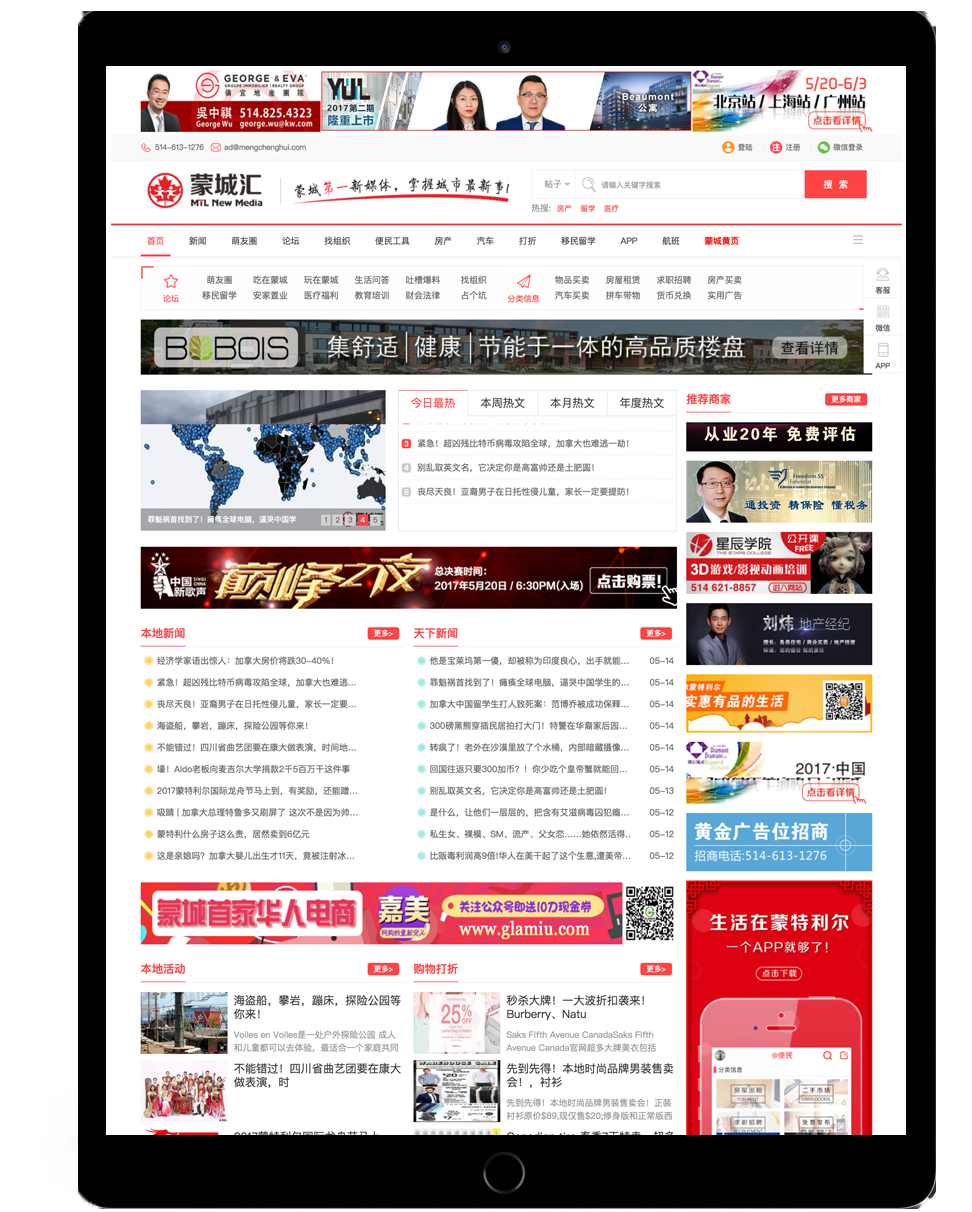 GEORGE & EVA
GROUPE IMMOBILIER | REALTY GROUP
吳中祺 514.825.4323
George Wu george.wu@kw.com
YUL
2017第二期
隆重上市
Beaumont
公寓
5/20-6/3
北京站 / 上海站 / 广州站
点击看详情
514-613-1276 ad@mengchenghui.com
登陆 注册 微信登录
蒙城汇
MTL New Media
蒙城第一新媒体，掌握城市最新事!
帖子 请输入关键字搜索 搜 索
热搜: 房产 留学 医疗
首页 新闻 萌友圈 论坛 找组织 便民工具 房产 汽车 打折 移民留学 APP 航班 蒙城黄页
论坛
萌友圈 吃在蒙城 玩在蒙城 生活问答 吐槽爆料 找组织
移民留学 安家置业 医疗福利 教育培训 财会法律 占个坑
分类信息
物品买卖 房屋租赁 求职招聘 房产买卖
汽车买卖 拼车带物 货币兑换 实用广告
客服
微信
APP
BOBOIS 集舒适|健康|节能于一体的高品质楼盘 查看详情
罪魁祸首找到了！瘫痪全球电脑，逼哭中国学
1 2 3 4 5
今日最热 本周热文 本月热文 年度热文
3 紧急！超凶残比特币病毒攻陷全球，加拿大也难逃一劫！
4 别乱取英文名，它决定你是高富帅还是土肥圆！
5 丧尽天良！亚裔男子在日托性侵儿童，家长一定要提防！
推荐商家 更多商家
从业20年 免费评估
Freedom 55
Financial
通投资 精保险 懂税务
星辰学院
THE STARS COLLEGE
公开课
FREE
3D游戏/影视动画培训
514 621-8857 进入网站
刘炜 地产经纪
擅长：各类住宅 / 商业买卖 / 地产投资
蒙特利尔
实惠有品的生活
2017·中国
点击看详情
黄金广告位招商
招商电话:514-613-1276
中国新歌声
巅峰之夜
总决赛时间：
2017年5月20日 / 6:30PM(入场)
点击购票!
本地新闻 更多>
经济学家语出惊人：加拿大房价将跌30-40%!
紧急！超凶残比特币病毒攻陷全球，加拿大也难逃...
丧尽天良！亚裔男子在日托性侵儿童，家长一定要...
海盗船，攀岩，蹦床，探险公园等你来!
不能错过！四川省曲艺团要在康大做表演，时间地...
壕！Aldo老板向麦吉尔大学捐款2千5百万干这件事
2017蒙特利尔国际龙舟节马上到，有奖励，还能蹭...
吸睛 | 加拿大总理特鲁多又刷屏了 这次不是因为帅...
蒙特利什么房子这么贵，居然卖到6亿元
这是亲娘吗？加拿大婴儿出生才11天，竟被注射冰...
天下新闻 更多>
他是宝莱坞第一傻，却被称为印度良心，出手就能... 05-14
罪魁祸首找到了！瘫痪全球电脑，逼哭中国学生的... 05-14
加拿大中国留学生打人致死案：范博乔被成功保释... 05-14
300磅黑熊穿插民居拍打大门！特警在华裔家后园... 05-14
转疯了！老外在沙漠里放了个水桶，内部暗藏摄像... 05-14
回国往返只要300加币？！你少吃个皇帝蟹就能回... 05-14
别乱取英文名，它决定你是高富帅还是土肥圆！ 05-13
是什么，让他们一层层的，把含有艾滋病毒囚犯癌... 05-12
私生女、裸模、SM、流产、父女恋......她依然活得.. 05-12
比贩毒利润高9倍!华人在美干起了这个生意,遭美帝... 05-12
蒙城首家华人电商
嘉美
网购的重新定义
关注公众号即送10刀现金券
www.glamiu.com
本地活动 更多>
海盗船，攀岩，蹦床，探险公园等你来！
Voiles en Voiles是一处户外探险公园 成人
和儿童都可以去体验，最适合一个家庭共同
不能错过！四川省曲艺团要在康大做表演，时
购物打折 更多>
25% OFF
秒杀大牌！一大波折扣袭来！
Burberry、Natu
Saks Fifth Avenue CanadaSaks Fifth
Avenue Canada官网超多大牌美衣包括
WAREHOUSE SALE
先到先得！本地时尚品牌男装售卖会！，衬衫
先到先得！本地时尚品牌男装售卖会！正装
衬衫原价$89,现仅售$20;修身版和正常版西
生活在蒙特利尔
一个APP就够了!
点击下载
@便民
分类信息
房屋出租
二手市场
求职招聘
免费发布